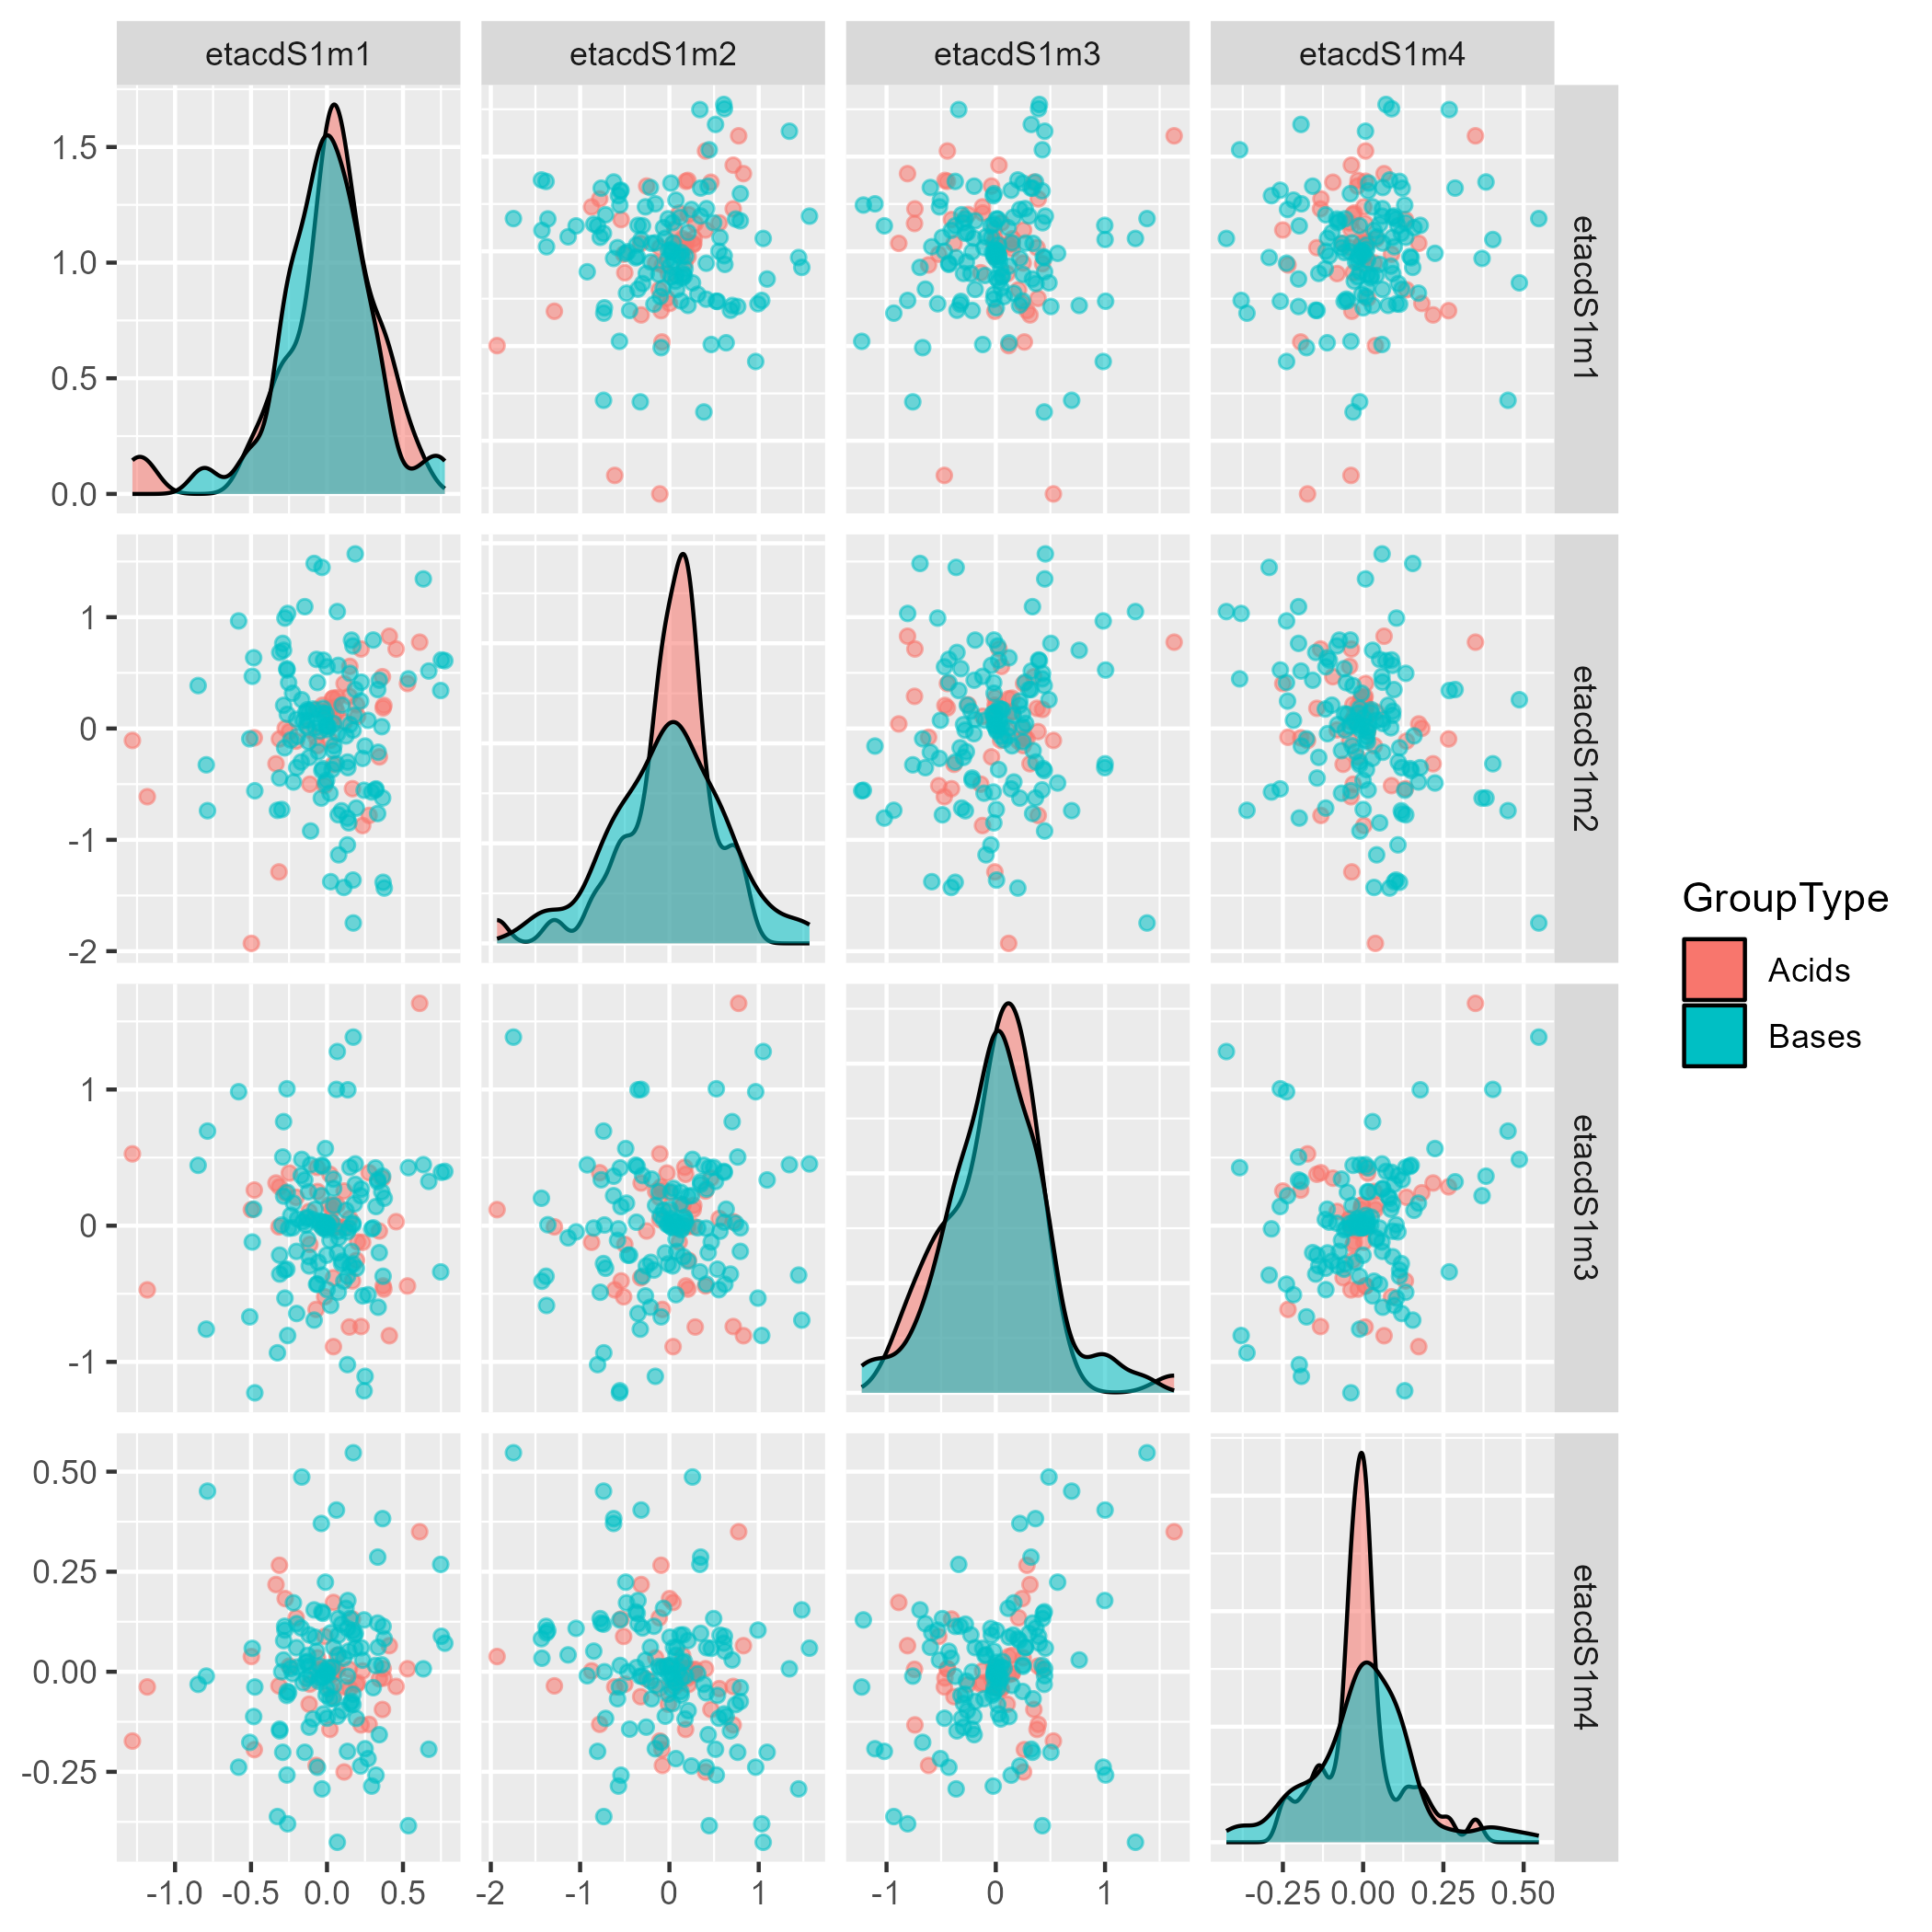 etacdS1m1 etacdS1m2 etacdS1m3 etacdS1m4
1.5
1.0
0.5
0.0
etacdS1m1
1
0
-1
-2
etacdS1m2
GroupType
Acids
Bases
1
0
-1
etacdS1m3
0.50
0.25
0.00
-0.25
etacdS1m4
-1.0 -0.5 0.0 0.5 -2 -1 0 1 -1 0 1 -0.25 0.00 0.25 0.50